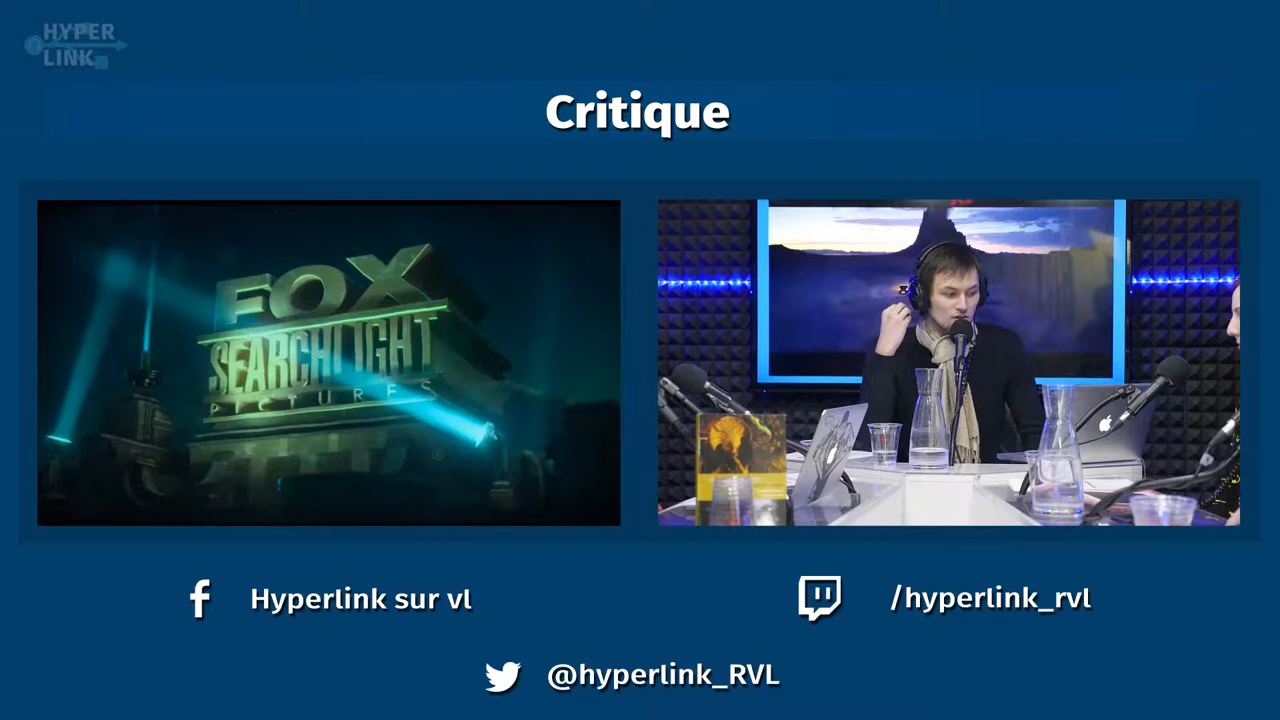 HYPER
LINK
Critique
FOX
SEARCHLIGHT
PICTURES
Hyperlink sur vl
/hyperlink_rvl
@hyperlink_RVL